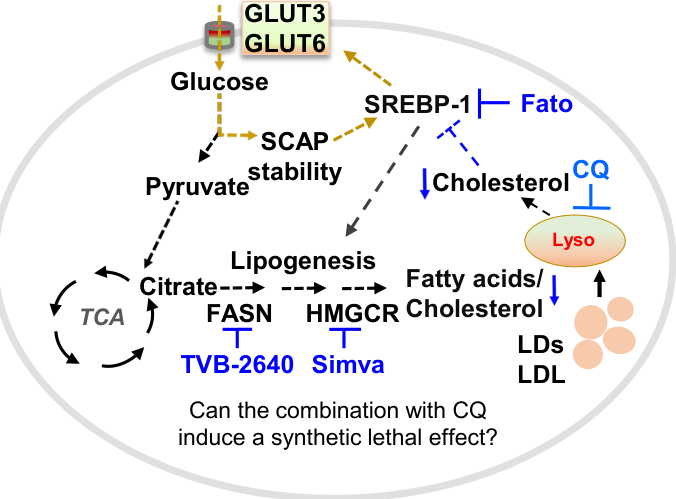 GLUT3
GLUT6
Glucose
SREBP-1
Fato
SCAP
stability
CQ
Pyruvate
Cholesterol
Lyso
Lipogenesis
Citrate
Fatty acids/
Cholesterol
TCA
FASN
HMGCR
LDs
LDL
TVB-2640
Simva
Can the combination with CQ
induce a synthetic lethal effect?